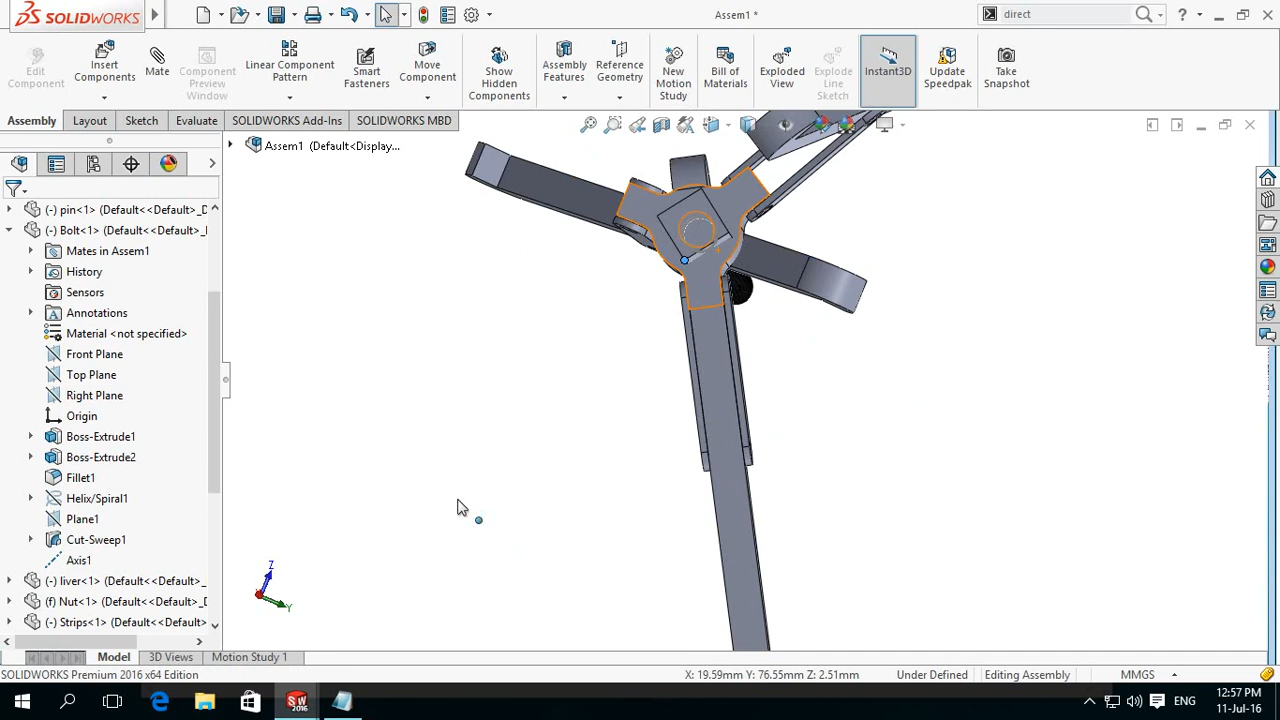 SOLIDWORKS
Assem1 *
direct
Edit
Component
Insert
Components
Mate
Component
Preview
Window
Linear Component
Pattern
Smart
Fasteners
Move
Component
Show
Hidden
Components
Assembly
Features
Reference
Geometry
New
Motion
Study
Bill of
Materials
Exploded
View
Explode
Line
Sketch
Instant3D
Update
Speedpak
Take
Snapshot
Assembly
Layout
Sketch
Evaluate
SOLIDWORKS Add-Ins
SOLIDWORKS MBD
Assem1 (Default<Display...
(-) pin<1> (Default<<Default>_D
(-) Bolt<1> (Default<<Default>_
Mates in Assem1
History
Sensors
Annotations
Material <not specified>
Front Plane
Top Plane
Right Plane
Origin
Boss-Extrude1
Boss-Extrude2
Fillet1
Helix/Spiral1
Plane1
Cut-Sweep1
Axis1
(-) liver<1> (Default<<Default>_
(f) Nut<1> (Default<<Default>_D
(-) Strips<1> (Default<<Default>
Z
Y
Model
3D Views
Motion Study 1
SOLIDWORKS Premium 2016 x64 Edition
X: 19.59mm Y: 76.55mm Z: 2.51mm
Under Defined
Editing Assembly
MMGS
SW
2016
ENG
12:57 PM
11-Jul-16